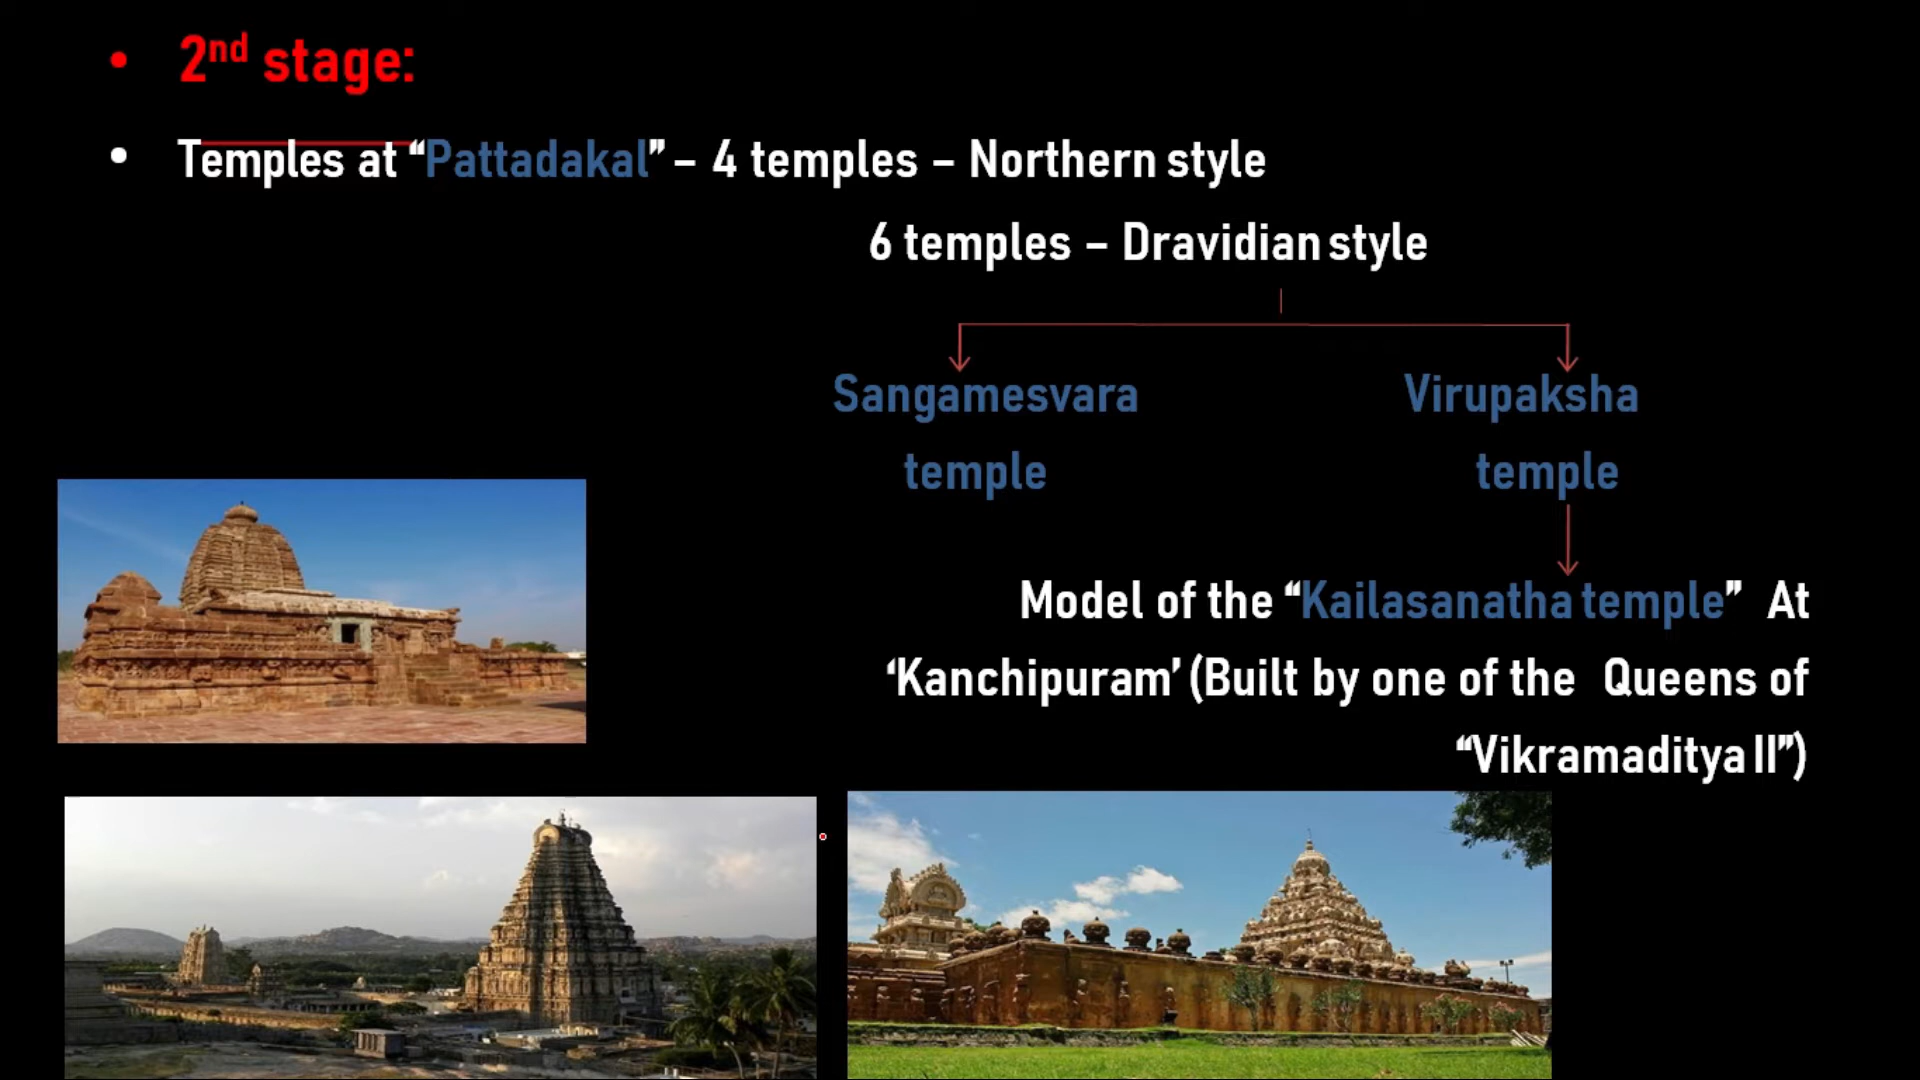 • 2nd stage:
• Temples at “Pattadakal” – 4 temples – Northern style
6 temples – Dravidian style
Sangamesvara Virupaksha
temple temple
Model of the “Kailasanatha temple” At
‘Kanchipuram’ (Built by one of the Queens of
“Vikramaditya II”)